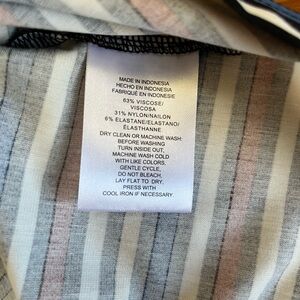 MADE IN INDONESIA
HECHO EN INDONESIA
FABRIQUÉ EN INDONESIE
63% VISCOSE/
VISCOSA
31% NYLON/NAILON
6% ELASTANE/ELASTANO/
ÉLASTHANNE
DRY CLEAN OR MACHINE WASH:
BEFORE WASHING
TURN INSIDE OUT,
MACHINE WASH COLD
WITH LIKE COLORS,
GENTLE CYCLE,
DO NOT BLEACH,
LAY FLAT TO DRY,
PRESS WITH
COOL IRON IF NECESSARY.